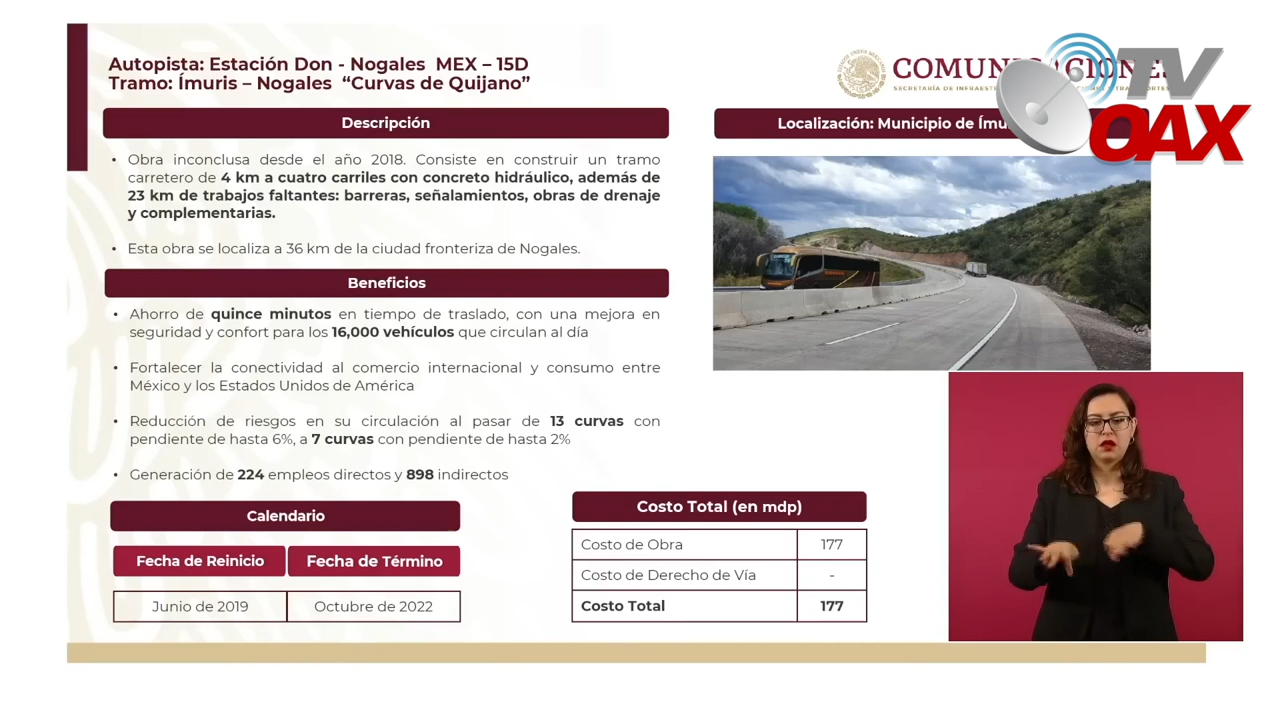 Autopista: Estación Don - Nogales MEX – 15D
Tramo: Ímuris – Nogales “Curvas de Quijano”
Descripción
• Obra inconclusa desde el año 2018. Consiste en construir un tramo
carretero de 4 km a cuatro carriles con concreto hidráulico, además de
23 km de trabajos faltantes: barreras, señalamientos, obras de drenaje
y complementarias.
• Esta obra se localiza a 36 km de la ciudad fronteriza de Nogales.
Beneficios
• Ahorro de quince minutos en tiempo de traslado, con una mejora en
seguridad y confort para los 16,000 vehículos que circulan al día
• Fortalecer la conectividad al comercio internacional y consumo entre
México y los Estados Unidos de América
• Reducción de riesgos en su circulación al pasar de 13 curvas con
pendiente de hasta 6%, a 7 curvas con pendiente de hasta 2%
• Generación de 224 empleos directos y 898 indirectos
Calendario
Fecha de Reinicio Fecha de Término
Junio de 2019 Octubre de 2022
Costo Total (en mdp)
Costo de Obra 177
Costo de Derecho de Vía -
Costo Total 177
COMUNICACIONES
SECRETARÍA DE
TV
OAX
Localización: Municipio de